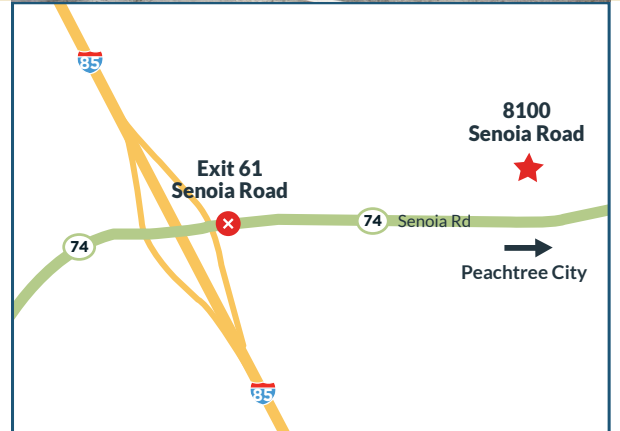 85
8100
Senoia Road
Exit 61
Senoia Road
74
Senoia Rd
74
Peachtree City
85